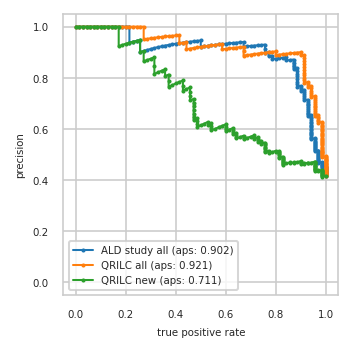 1.0
0.8
0.6
0.4
0.2
0.0
precision
ALD study all (aps: 0.902)
QRILC all (aps: 0.921)
QRILC new (aps: 0.711)
0.0 0.2 0.4 0.6 0.8 1.0
true positive rate